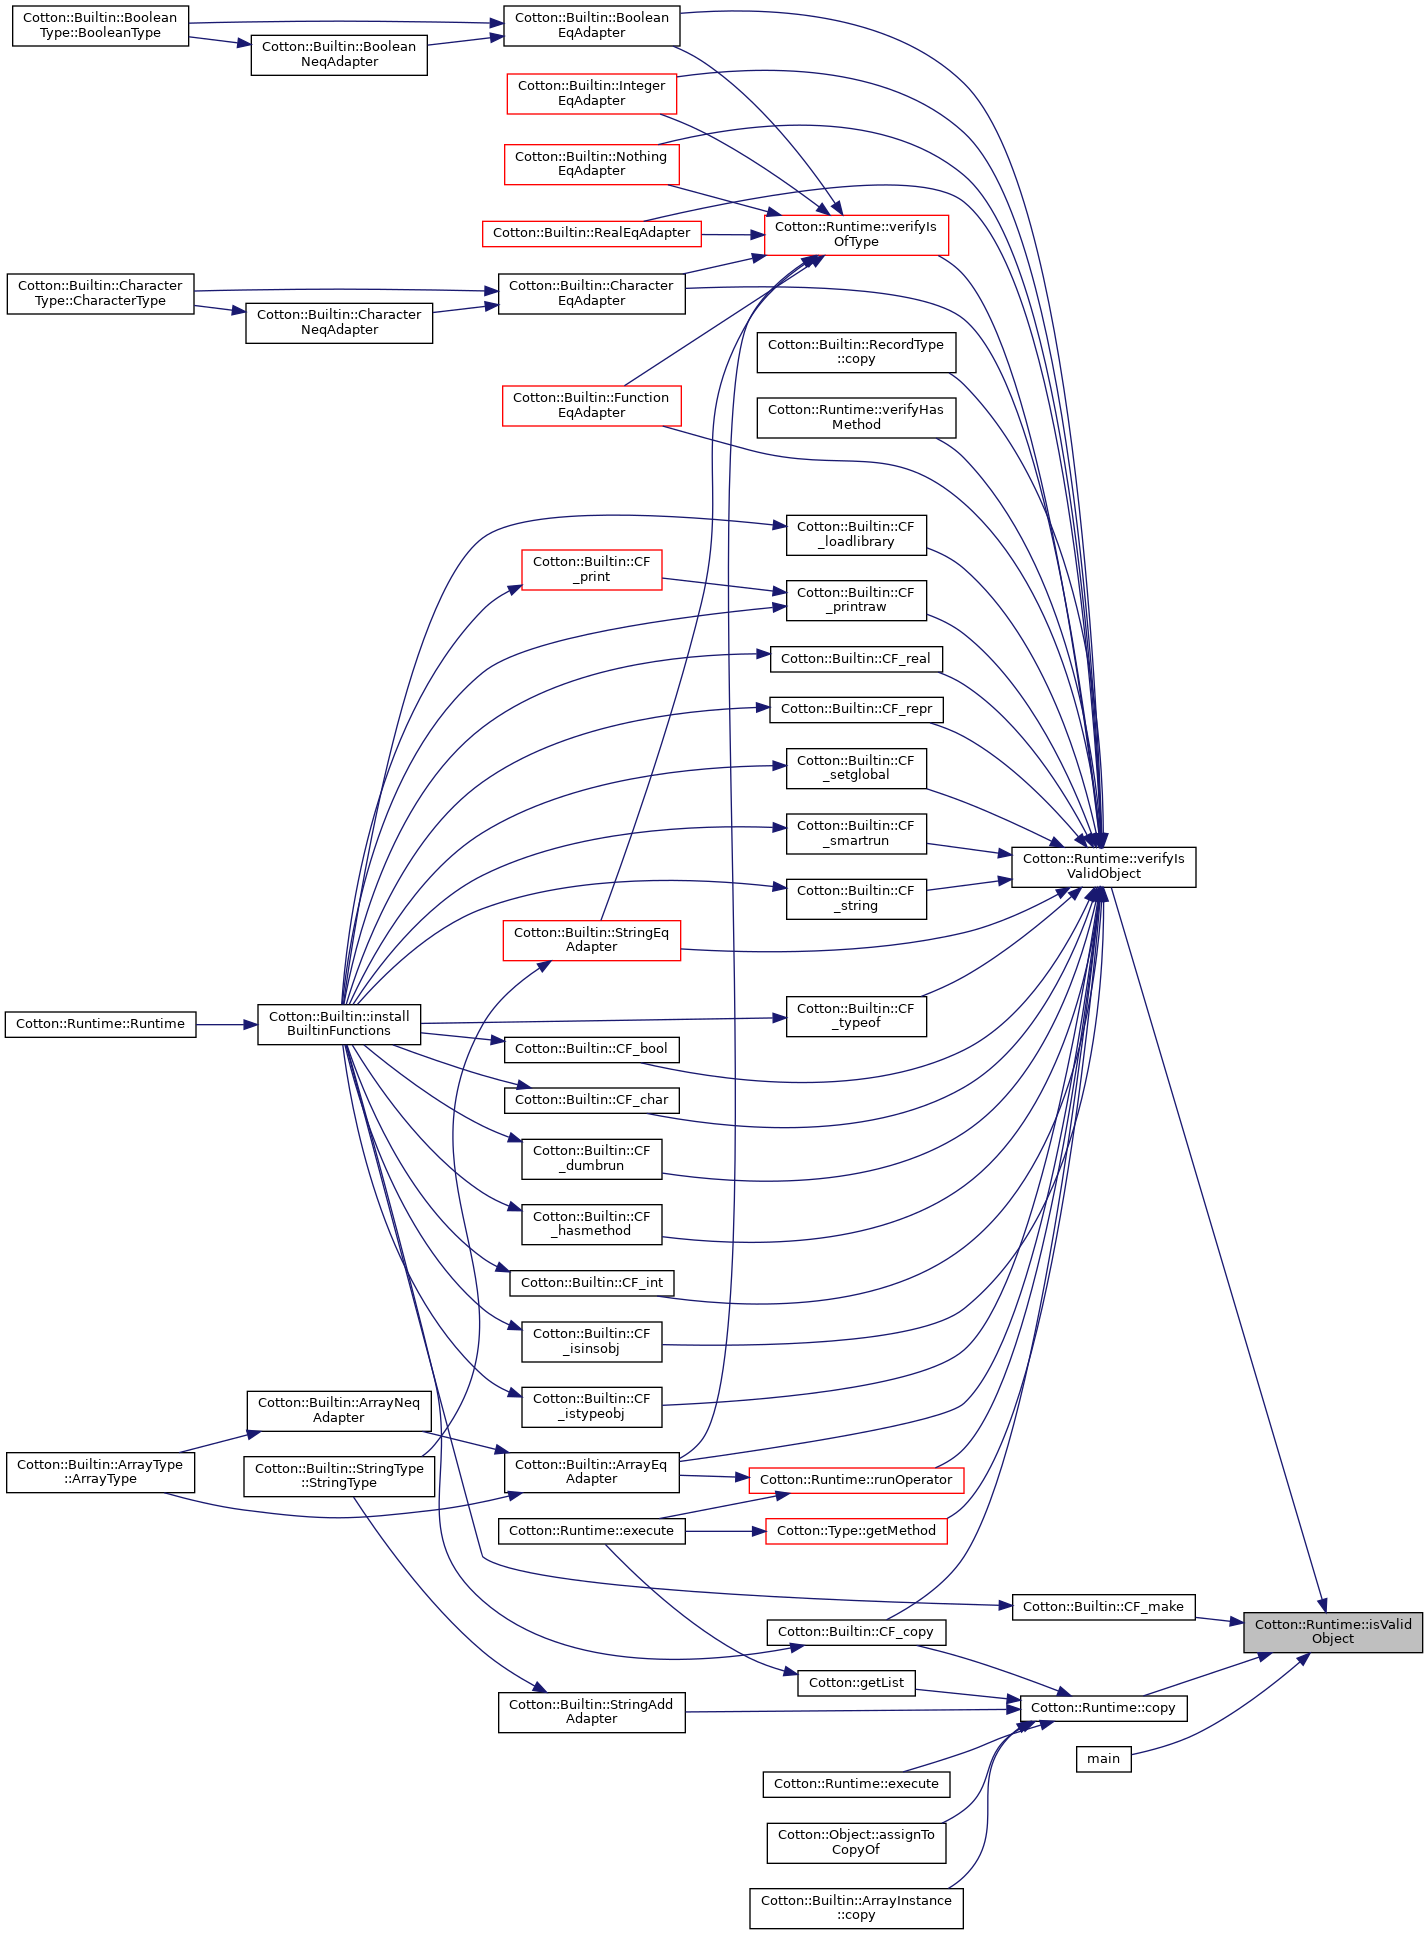 Cotton::Builtin::Boolean
Type::BooleanType
Cotton::Builtin::Boolean
NeqAdapter
Cotton::Builtin::Boolean
EqAdapter
Cotton::Builtin::Integer
EqAdapter
Cotton::Builtin::Nothing
EqAdapter
Cotton::Builtin::RealEqAdapter
Cotton::Runtime::verifyIs
OfType
Cotton::Builtin::Character
Type::CharacterType
Cotton::Builtin::Character
NeqAdapter
Cotton::Builtin::Character
EqAdapter
Cotton::Builtin::RecordType
::copy
Cotton::Builtin::Function
EqAdapter
Cotton::Runtime::verifyHas
Method
Cotton::Builtin::CF
_loadlibrary
Cotton::Builtin::CF
_print
Cotton::Builtin::CF
_printraw
Cotton::Builtin::CF_real
Cotton::Builtin::CF_repr
Cotton::Builtin::CF
_setglobal
Cotton::Builtin::CF
_smartrun
Cotton::Runtime::verifyIs
ValidObject
Cotton::Builtin::CF
_string
Cotton::Builtin::StringEq
Adapter
Cotton::Builtin::CF
_typeof
Cotton::Runtime::Runtime
Cotton::Builtin::install
BuiltinFunctions
Cotton::Builtin::CF_bool
Cotton::Builtin::CF_char
Cotton::Builtin::CF
_dumbrun
Cotton::Builtin::CF
_hasmethod
Cotton::Builtin::CF_int
Cotton::Builtin::CF
_isinsobj
Cotton::Builtin::CF
_istypeobj
Cotton::Builtin::ArrayNeq
Adapter
Cotton::Builtin::ArrayType
::ArrayType
Cotton::Builtin::StringType
::StringType
Cotton::Builtin::ArrayEq
Adapter
Cotton::Runtime::runOperator
Cotton::Runtime::execute
Cotton::Type::getMethod
Cotton::Builtin::CF_make
Cotton::Runtime::isValid
Object
Cotton::Builtin::CF_copy
Cotton::getList
Cotton::Builtin::StringAdd
Adapter
Cotton::Runtime::copy
main
Cotton::Runtime::execute
Cotton::Object::assignTo
CopyOf
Cotton::Builtin::ArrayInstance
::copy